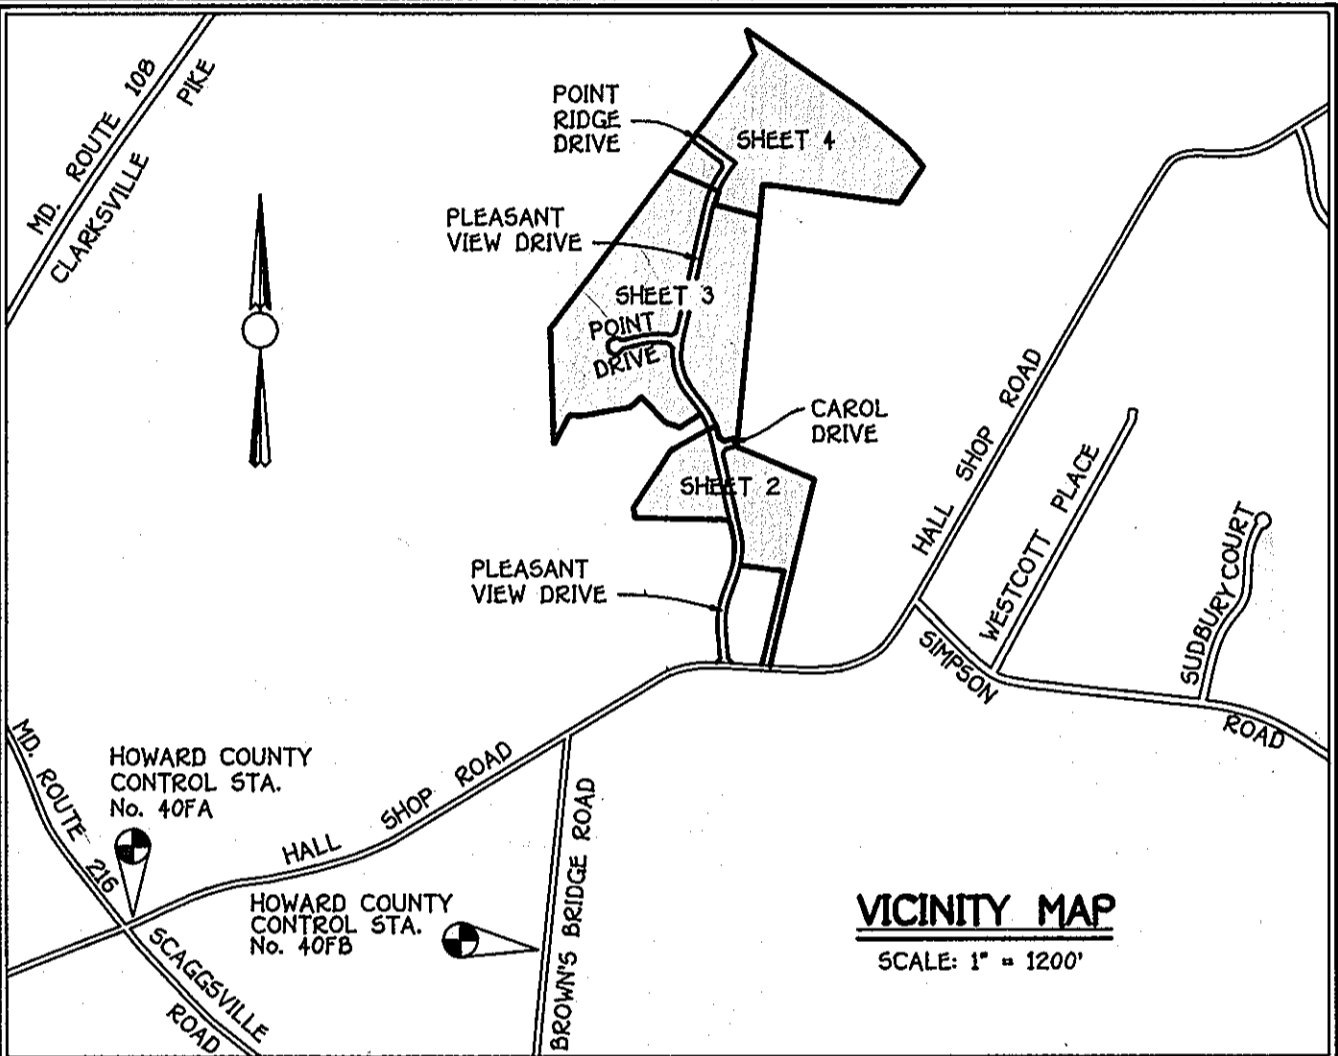 MD. ROUTE 108
CLARKSVILLE PIKE
POINT
RIDGE
DRIVE
SHEET 4
PLEASANT
VIEW DRIVE
SHEET 3
POINT
DRIVE
CAROL
DRIVE
SHEET 2
PLEASANT
VIEW DRIVE
HALL SHOP ROAD
WESTCOTT PLACE
SUDBURY COURT
SIMPSON ROAD
MD. ROUTE 216
SCAGGSVILLE
ROAD
HOWARD COUNTY
CONTROL STA.
No. 40FA
HALL SHOP ROAD
HOWARD COUNTY
CONTROL STA.
No. 40FB
BROWN'S BRIDGE ROAD
VICINITY MAP
SCALE: 1" = 1200'